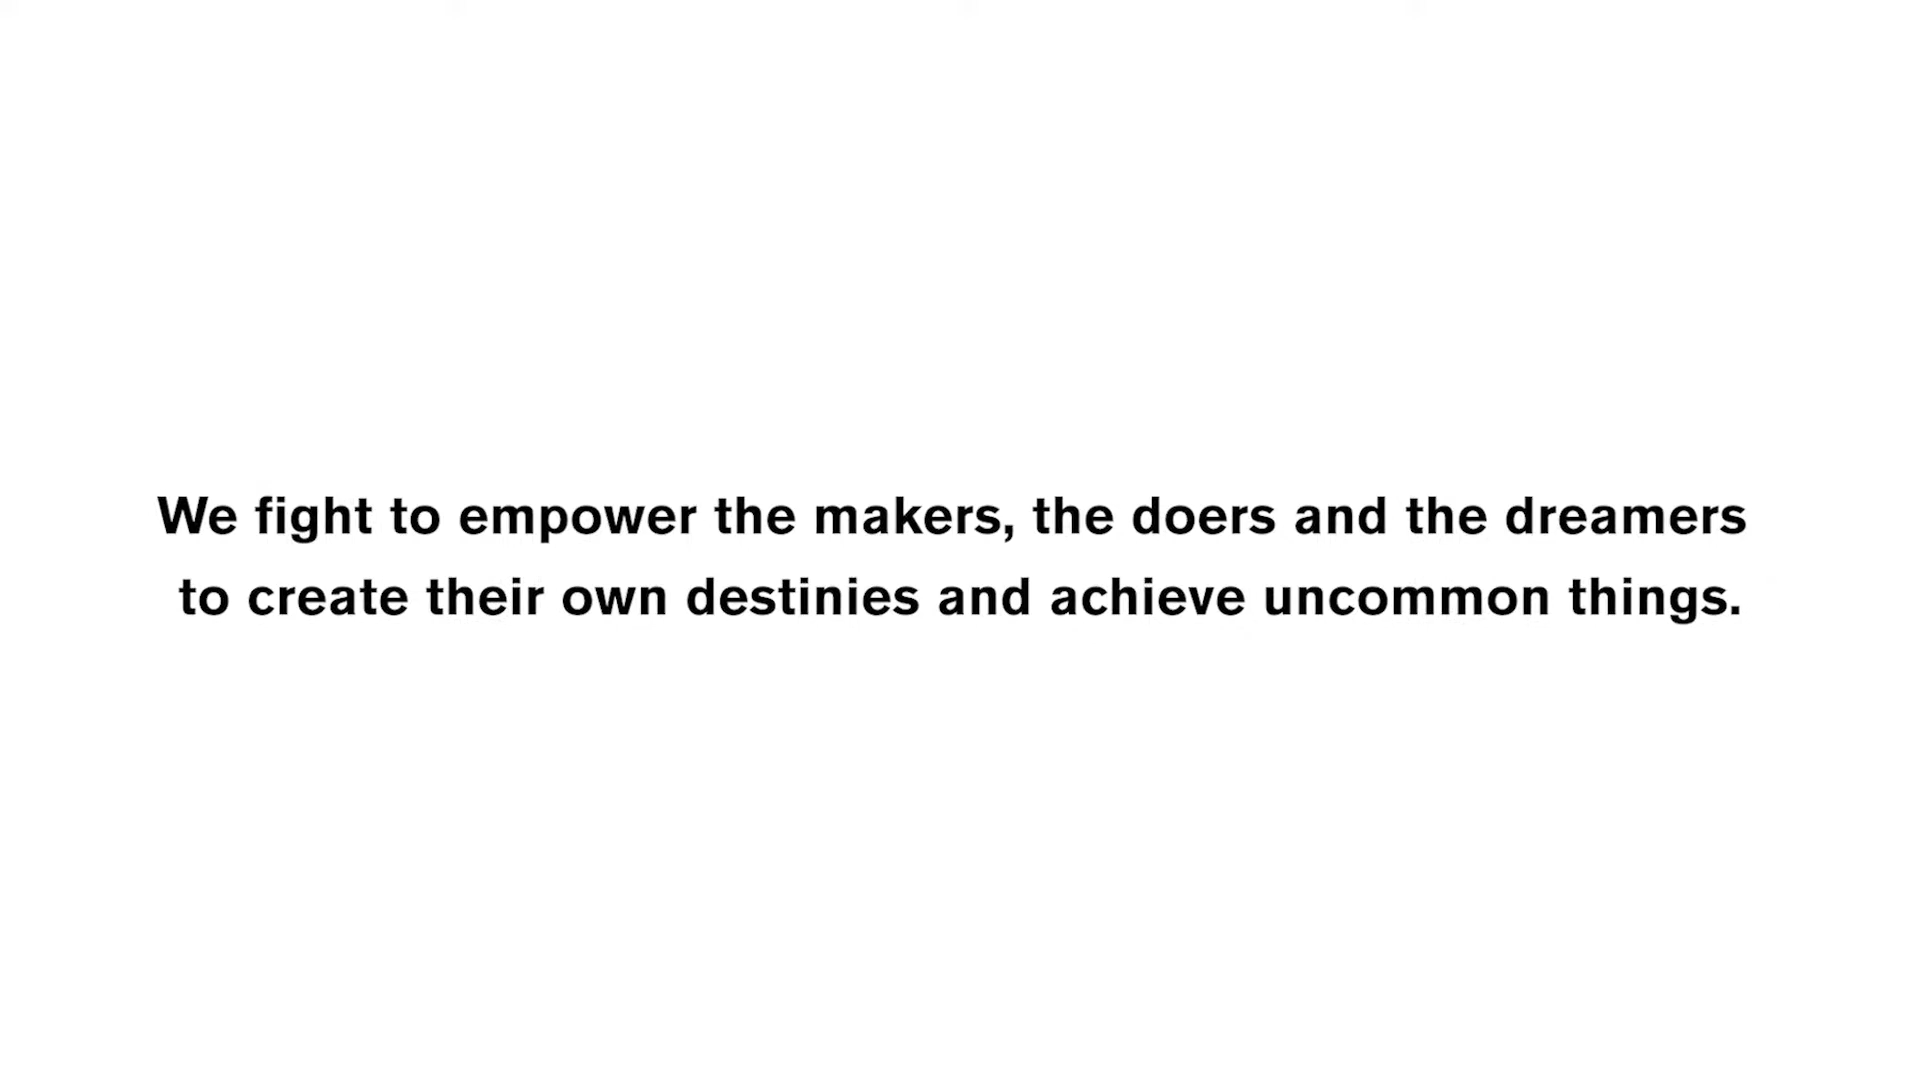 We fight to empower the makers, the doers and the dreamers
to create their own destinies and achieve uncommon things.